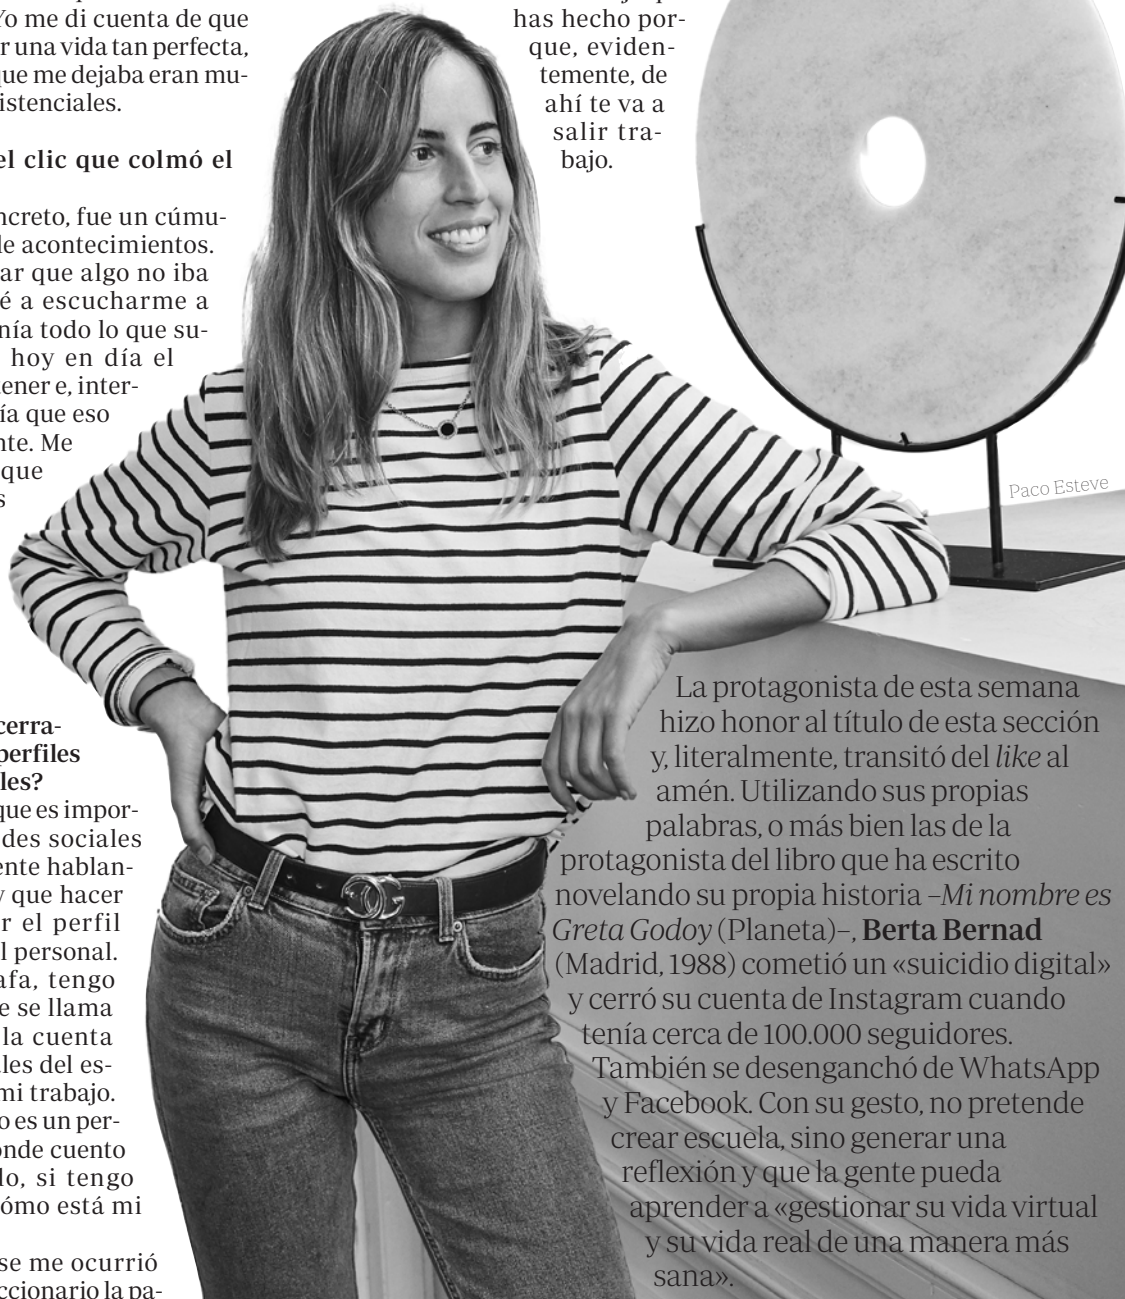 Yo me di cuenta de que
r una vida tan perfecta,
que me dejaba eran mu-
istenciales.
el clic que colmó el
ncreto, fue un cúmu-
de acontecimientos.
ar que algo no iba
é a escucharme a
nía todo lo que su-
hoy en día el
tener e, inter-
ía que eso
nte. Me
que
s
cerra-
perfiles
les?
que es impor-
des sociales
ente hablan-
y que hacer
r el perfil
l personal.
afa, tengo
e se llama
la cuenta
les del es-
mi trabajo.
o es un per-
onde cuento
lo, si tengo
ómo está mi
se me ocurrió
ccionario la pa-
has hecho por-
que, eviden-
temente, de
ahí te va a
salir tra-
bajo.
Paco Esteve
La protagonista de esta semana
hizo honor al título de esta sección
y, literalmente, transitó del like al
amén. Utilizando sus propias
palabras, o más bien las de la
protagonista del libro que ha escrito
novelando su propia historia –Mi nombre es
Greta Godoy (Planeta)–, Berta Bernad
(Madrid, 1988) cometió un «suicidio digital»
y cerró su cuenta de Instagram cuando
tenía cerca de 100.000 seguidores.
También se desenganchó de WhatsApp
y Facebook. Con su gesto, no pretende
crear escuela, sino generar una
reflexión y que la gente pueda
aprender a «gestionar su vida virtual
y su vida real de una manera más
sana».